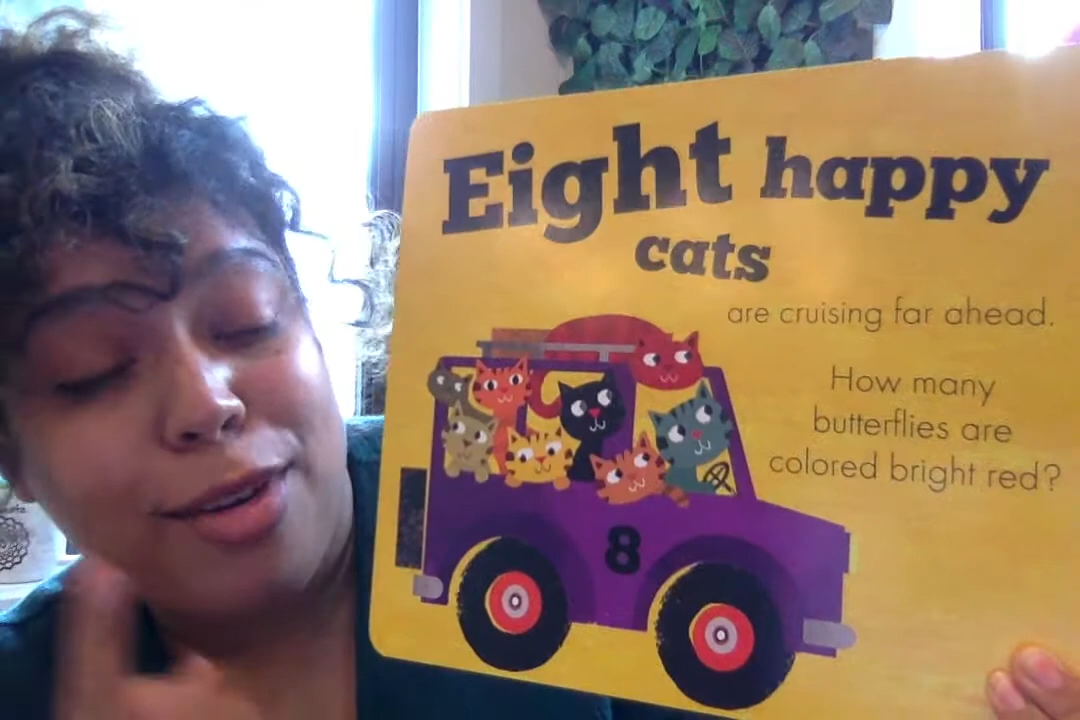 Eight happy
cats
are cruising far ahead.
How many
butterflies are
colored bright red?
8